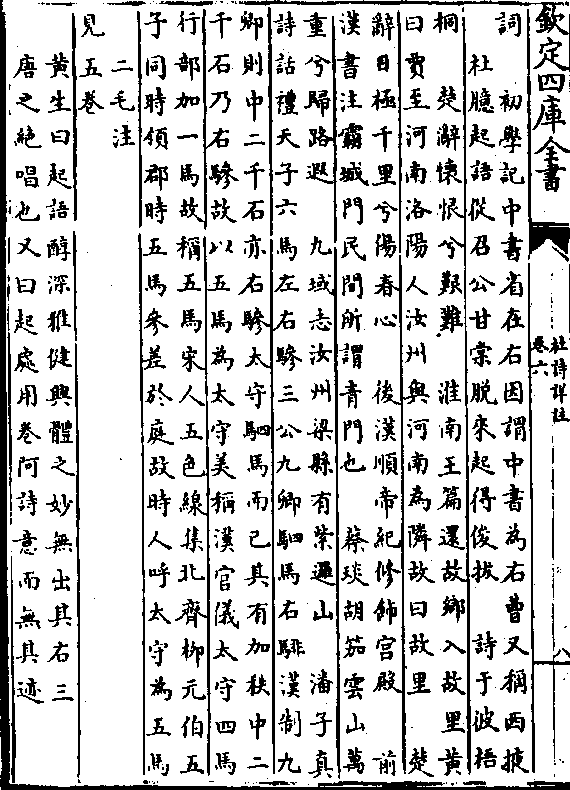 欽定四庫全書
杜詩詳註
卷六
八
詞　初學記中書省在右因謂中書為右曹又稱西掖
杜臆起語從召公甘棠脫來起得俊拔　詩于彼梧
桐　楚辭懷恨兮艱難　淮南王篇還故鄉入故里黄
曰費至河南洛陽人汝州與河南為隣故曰故里　楚
辭目極千里兮傷春心　後漢順帝紀修飾宫殿　前
漢書注霸城門民間所謂青門也　蔡琰胡笳雲山萬
重兮歸路遐　九域志汝州梁縣有紫邏山　潘子真
詩話禮天子六馬左右驂三公九卿駟馬右騑漢制九
卿則中二千石亦右驂太守駟馬而已其有加秩中二
千石乃右驂故以五馬為太守美稱漢官儀太守四馬
行部加一馬故稱五馬宋人五色線集北齊柳元伯五
子同時領郡時五馬參差於庭故時人呼太守為五馬
二毛注
見五卷
黄生曰起語醇深雅健興體之妙無出其右三
唐之絶唱也又曰起處用卷阿詩意而無其迹